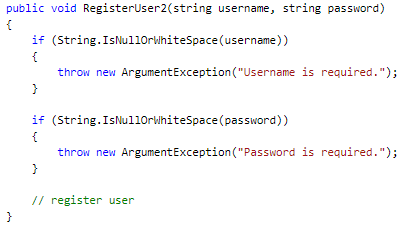 public void RegisterUser2(string username, string password)
{
    if (String.IsNullOrWhiteSpace(username))
    {
        throw new ArgumentException("Username is required.");
    }

    if (String.IsNullOrWhiteSpace(password))
    {
        throw new ArgumentException("Password is required.");
    }

    // register user
}